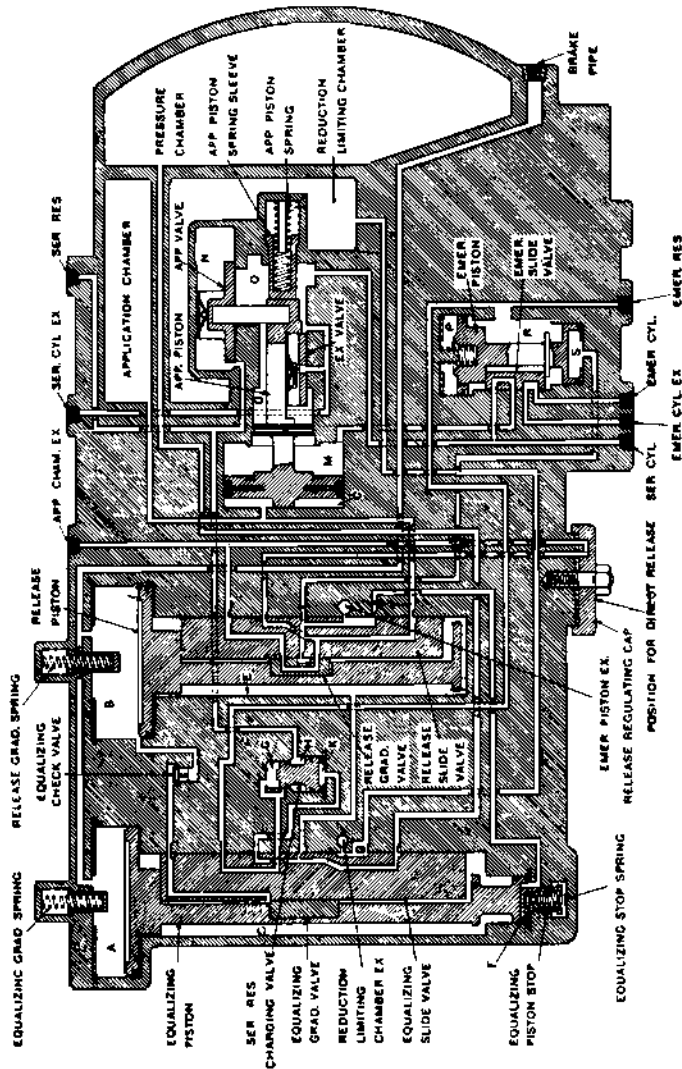 EQUALIZING GRAD SPRING
EQUALIZING
CHECK VALVE
RELEASE GRAD. SPRING
RELEASE
PISTON
APP CHAM. EX
SER. CYL EX
SER RES
APPLICATION CHAMBER
PRESSURE
CHAMBER
APP PISTON
SPRING SLEEVE
APP PISTON
SPRING
REDUCTION
LIMITING CHAMBER
APP. PISTON
APP VALVE
EX VALVE
N
O
O
M
A
B
E
C
G
H
K
F
P
R
S
EMER
PISTON
EMER
SLIDE
VALVE
RELEASE
GRAD.
VALVE
RELEASE
SLIDE
VALVE
EQUALIZING
PISTON
SER RES
CHARGING VALVE
EQUALIZING
GRAD. VALVE
REDUCTION
LIMITING
CHAMBER EX
EQUALIZING
SLIDE VALVE
EQUALIZING
PISTON STOP
EQUALIZING STOP SPRING
EMER PISTON EX.
RELEASE REGULATING CAP
POSITION FOR DIRECT RELEASE
SER CYL
EMER CYL EX
EMER CYL.
EMER RES
BRAKE
PIPE